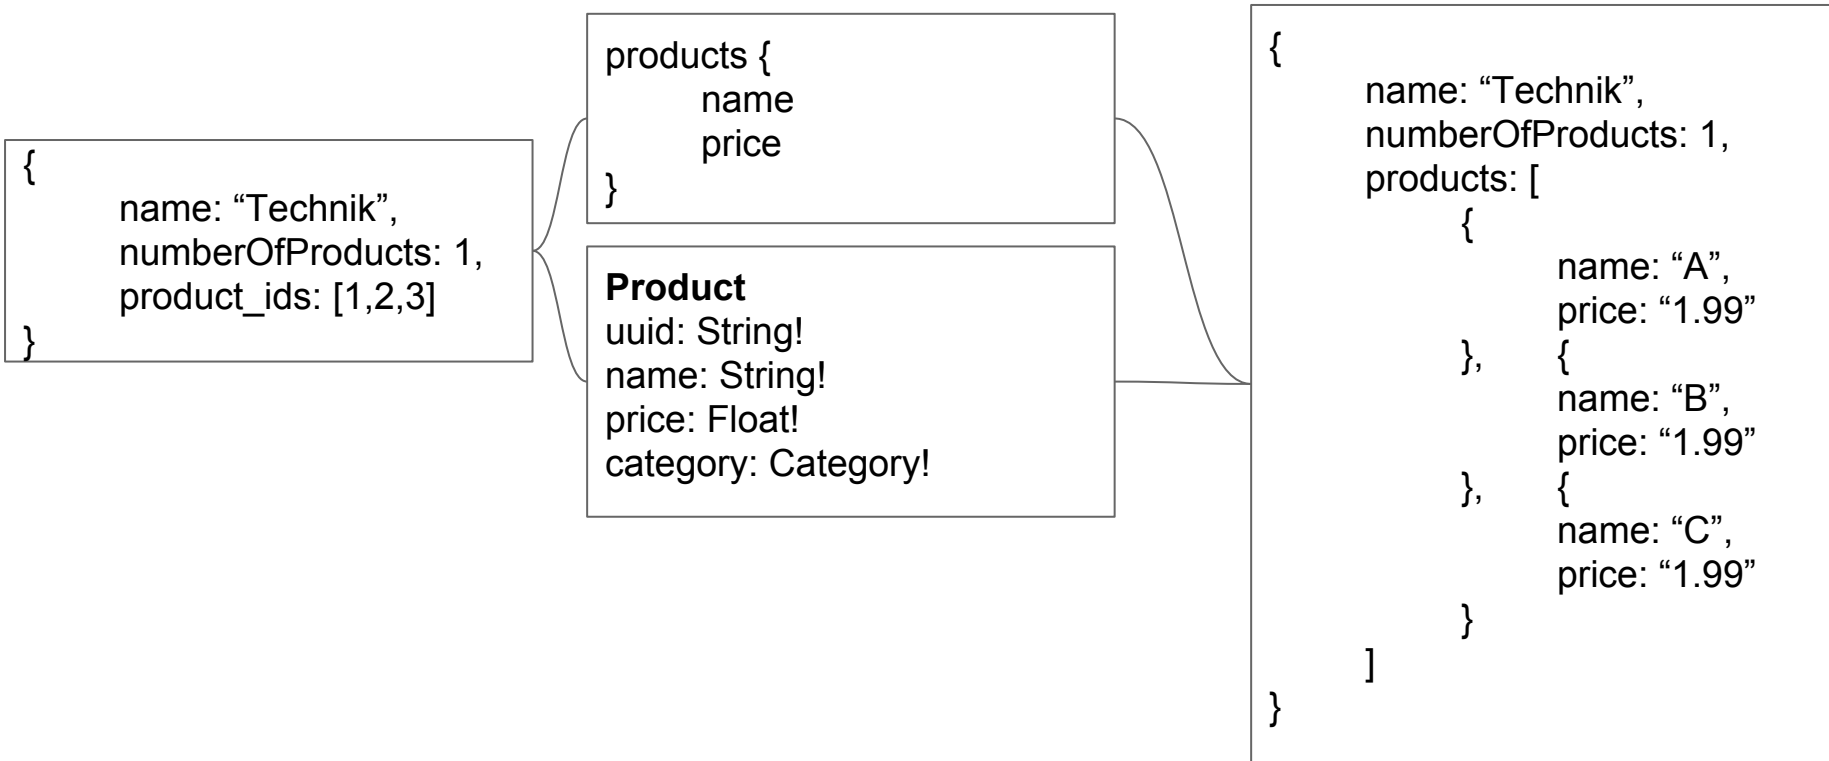 {
name: “Technik”,
numberOfProducts: 1,
product_ids: [1,2,3]
}
products {
name
price
}
Product
uuid: String!
name: String!
price: Float!
category: Category!
{
name: “Technik”,
numberOfProducts: 1,
products: [
{
name: “A”,
price: “1.99”
}, {
name: “B”,
price: “1.99”
}, {
name: “C”,
price: “1.99”
}
]
}